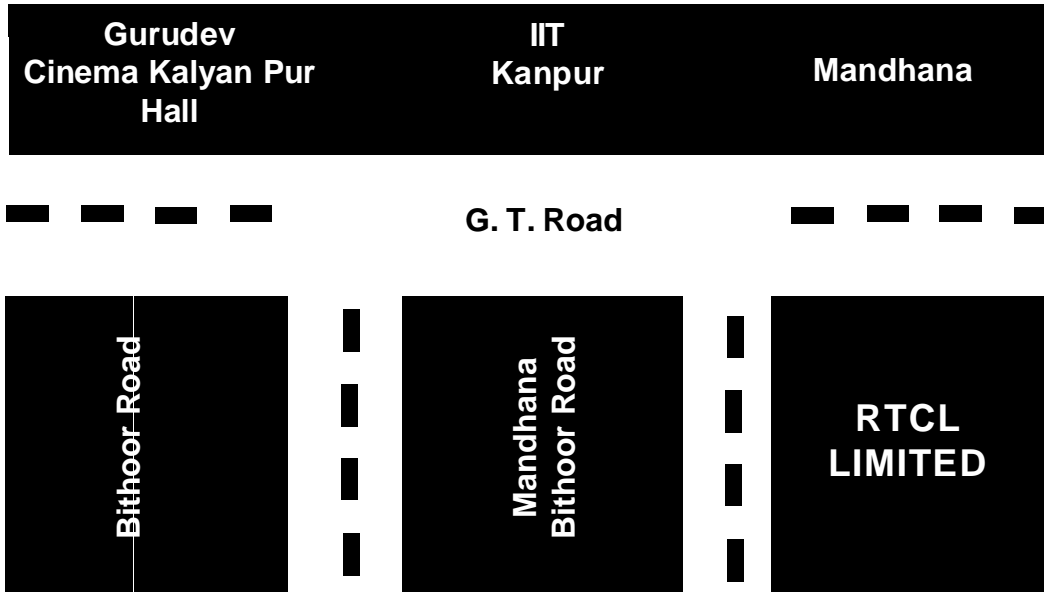 Gurudev
Cinema Kalyan Pur
Hall
IIT
Kanpur
Mandhana
G. T. Road
Bithoor Road
Mandhana
Bithoor Road
RTCL
LIMITED